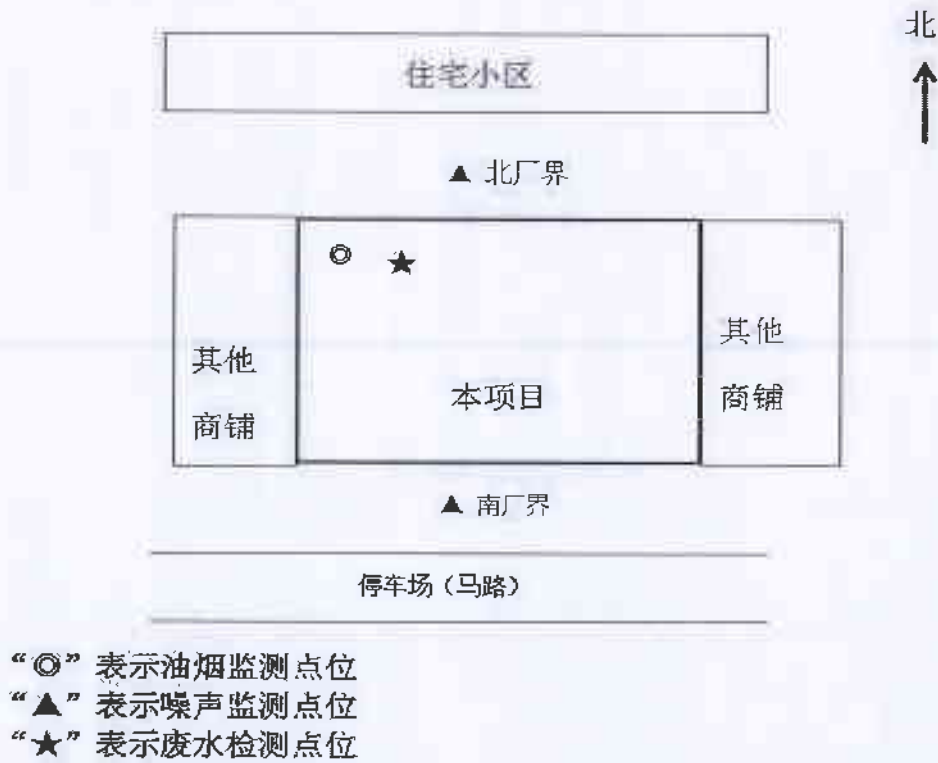 北
住宅小区
▲ 北厂界
◎ ★
其他
商铺
本项目
其他
商铺
▲ 南厂界
停车场（马路）
“◎”表示油烟监测点位
“▲”表示噪声监测点位
“★”表示废水检测点位